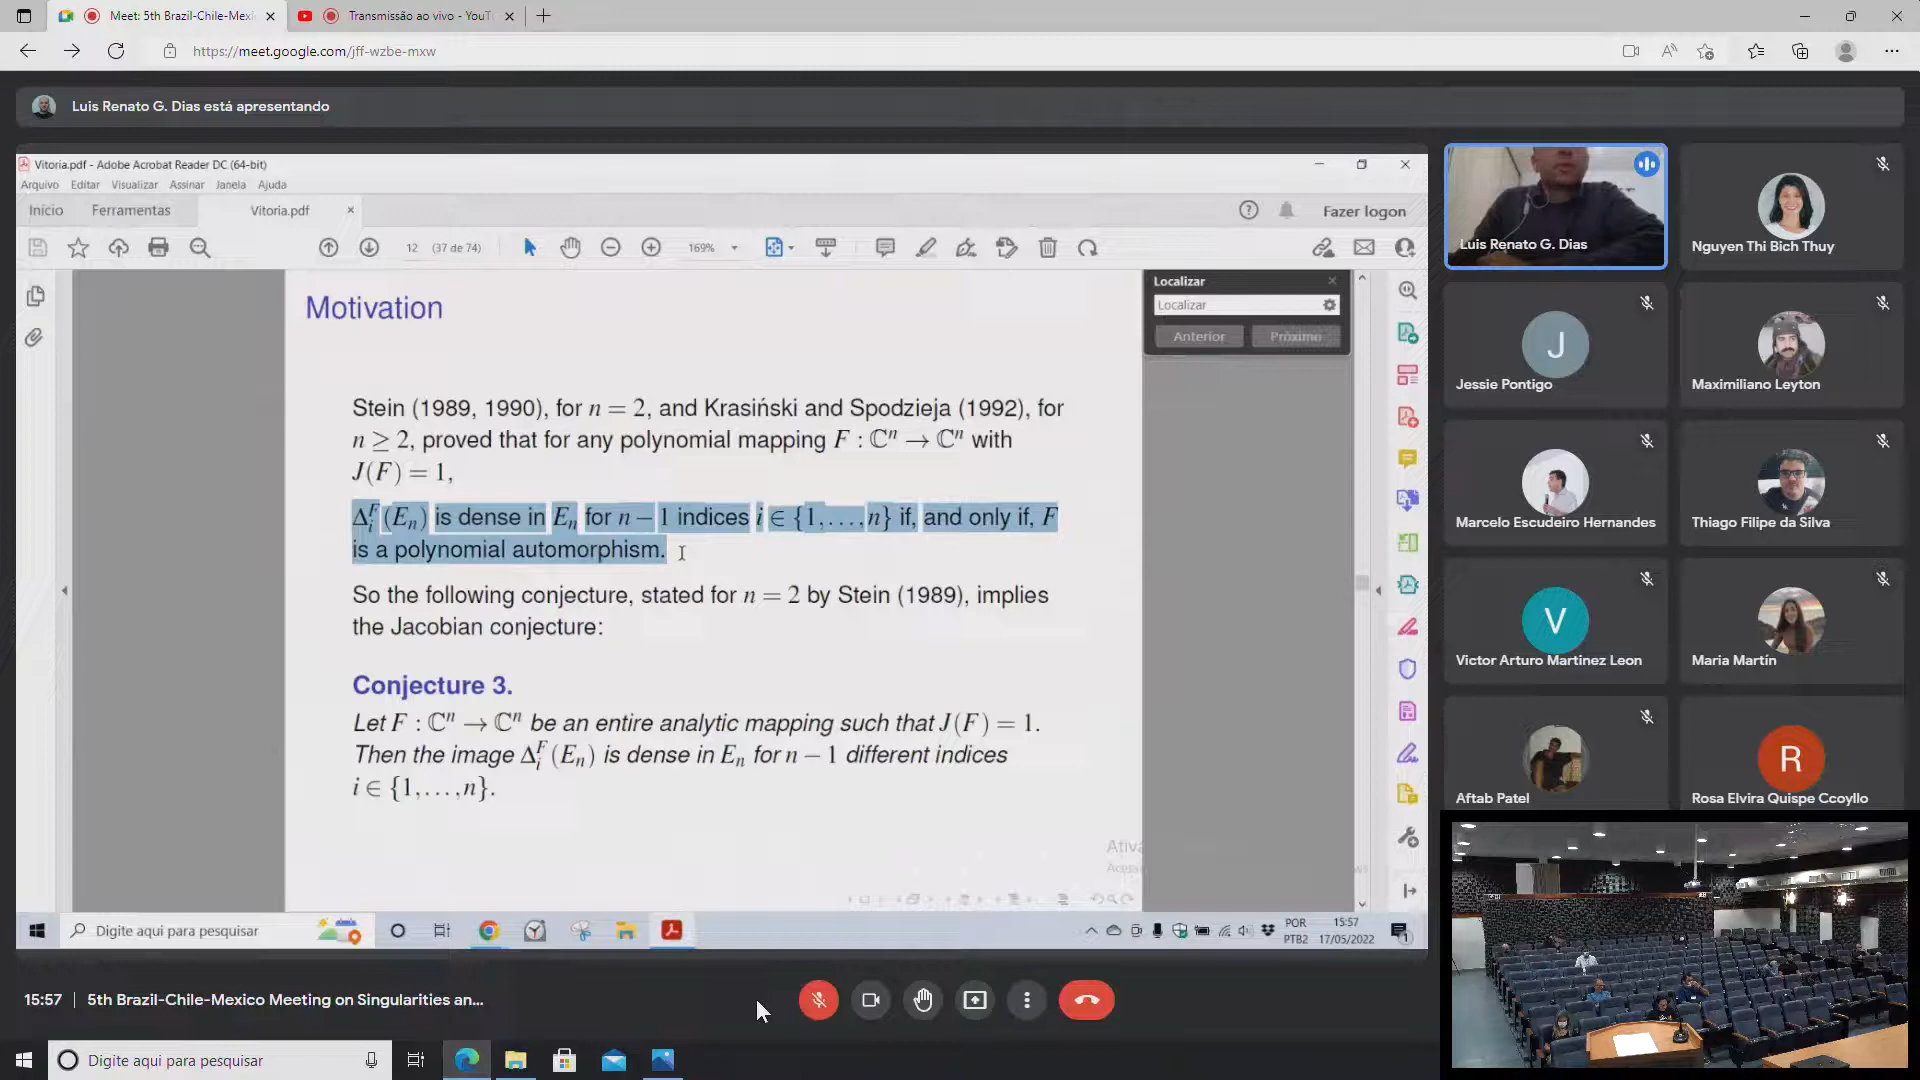 Meet: 5th Brazil-Chile-Mexi
Transmissão ao vivo - YouT
https://meet.google.com/jff-wzbe-mxw
Luis Renato G. Dias está apresentando
Vitoria.pdf - Adobe Acrobat Reader DC (64-bit)
Arquivo Editar Visualizar Assinar Janela Ajuda
Início Ferramentas Vitoria.pdf
Fazer logon
12 (37 de 74) 169%
Localizar
Localizar
Anterior Próximo
Motivation
Stein (1989, 1990), for n = 2, and Krasiński and Spodzieja (1992), for
n ≥ 2, proved that for any polynomial mapping F : ℂⁿ → ℂⁿ with
J(F) = 1,
Δᵢᶠ(Eₙ) is dense in Eₙ for n − 1 indices i ∈ {1,...,n} if, and only if, F
is a polynomial automorphism.
So the following conjecture, stated for n = 2 by Stein (1989), implies
the Jacobian conjecture:
Conjecture 3.
Let F : ℂⁿ → ℂⁿ be an entire analytic mapping such that J(F) = 1.
Then the image Δᵢᶠ(Eₙ) is dense in Eₙ for n − 1 different indices
i ∈ {1,...,n}.
Digite aqui para pesquisar
POR
PTB2
15:57
17/05/2022
Luis Renato G. Dias
Nguyen Thi Bich Thuy
J
Jessie Pontigo
Maximiliano Leyton
Marcelo Escudeiro Hernandes
Thiago Filipe da Silva
V
Victor Arturo Martinez Leon
Maria Martín
Aftab Patel
R
Rosa Elvira Quispe Ccoyllo
15:57 | 5th Brazil-Chile-Mexico Meeting on Singularities an...
Digite aqui para pesquisar